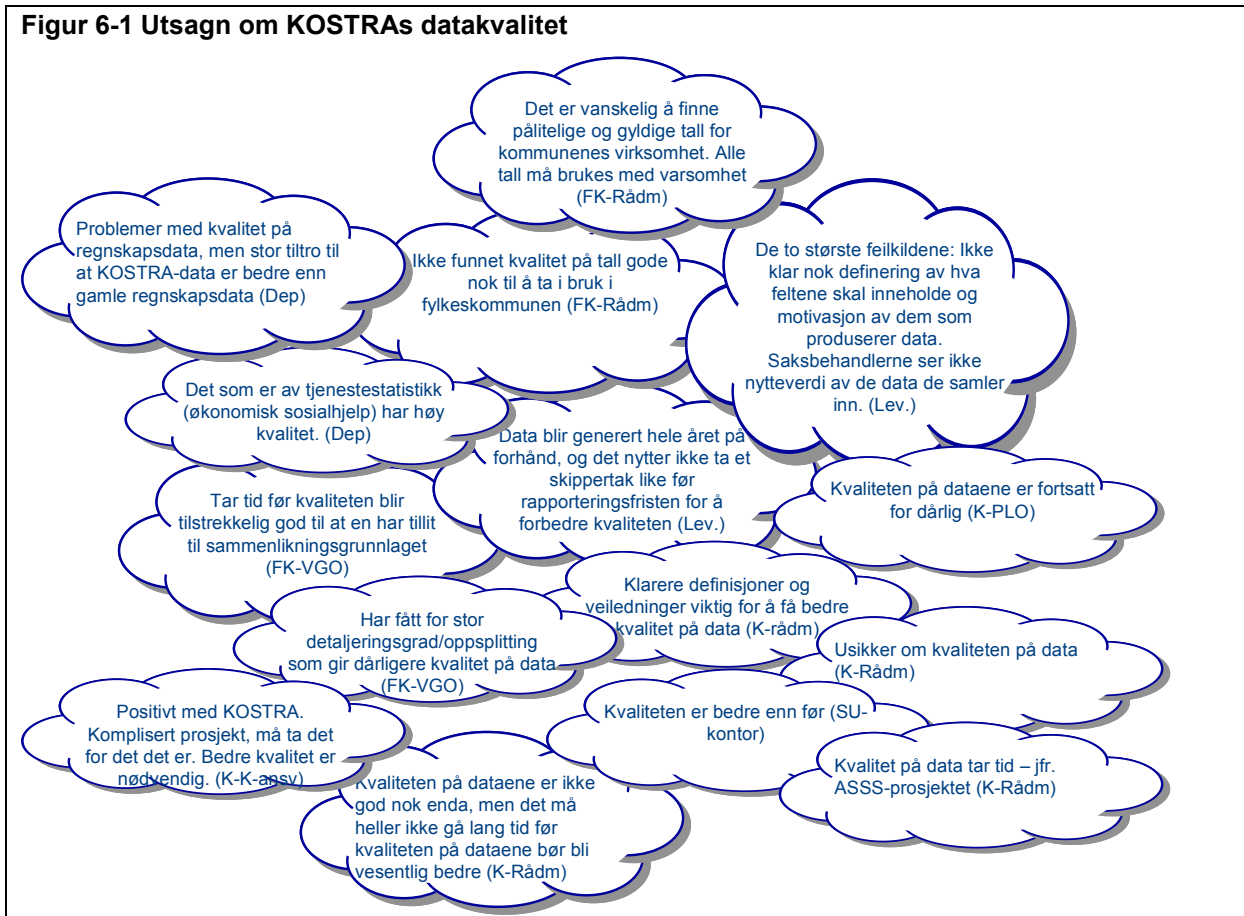 Figur 6-1 Utsagn om KOSTRAs datakvalitet
Det er vanskelig å finne
pålitelige og gyldige tall for
kommunenes virksomhet. Alle
tall må brukes med varsomhet
(FK-Rådm)
Problemer med kvalitet på
regnskapsdata, men stor tiltro til
at KOSTRA-data er bedre enn
gamle regnskapsdata (Dep)
Ikke funnet kvalitet på tall gode
nok til å ta i bruk i
fylkeskommunen (FK-Rådm)
De to største feilkildene: Ikke
klar nok definering av hva
feltene skal inneholde og
motivasjon av dem som
produserer data.
Saksbehandlerne ser ikke
nytteverdi av de data de samler
inn. (Lev.)
Det som er av tjenestestatistikk
(økonomisk sosialhjelp) har høy
kvalitet. (Dep)
Data blir generert hele året på
forhånd, og det nytter ikke ta et
skippertak like før
rapporteringsfristen for å
forbedre kvaliteten (Lev.)
Tar tid før kvaliteten blir
tilstrekkelig god til at en har tillit
til sammenlikningsgrunnlaget
(FK-VGO)
Kvaliteten på dataene er fortsatt
for dårlig (K-PLO)
Klarere definisjoner og
veiledninger viktig for å få bedre
kvalitet på data (K-rådm)
Har fått for stor
detaljeringsgrad/oppsplitting
som gir dårligere kvalitet på data
(FK-VGO)
Usikker om kvaliteten på data
(K-Rådm)
Positivt med KOSTRA.
Komplisert prosjekt, må ta det
for det det er. Bedre kvalitet er
nødvendig. (K-K-ansv)
Kvaliteten er bedre enn før (SU-
kontor)
Kvalitet på data tar tid – jfr.
ASSS-prosjektet (K-Rådm)
Kvaliteten på dataene er ikke
god nok enda, men det må
heller ikke gå lang tid før
kvaliteten på dataene bør bli
vesentlig bedre (K-Rådm)